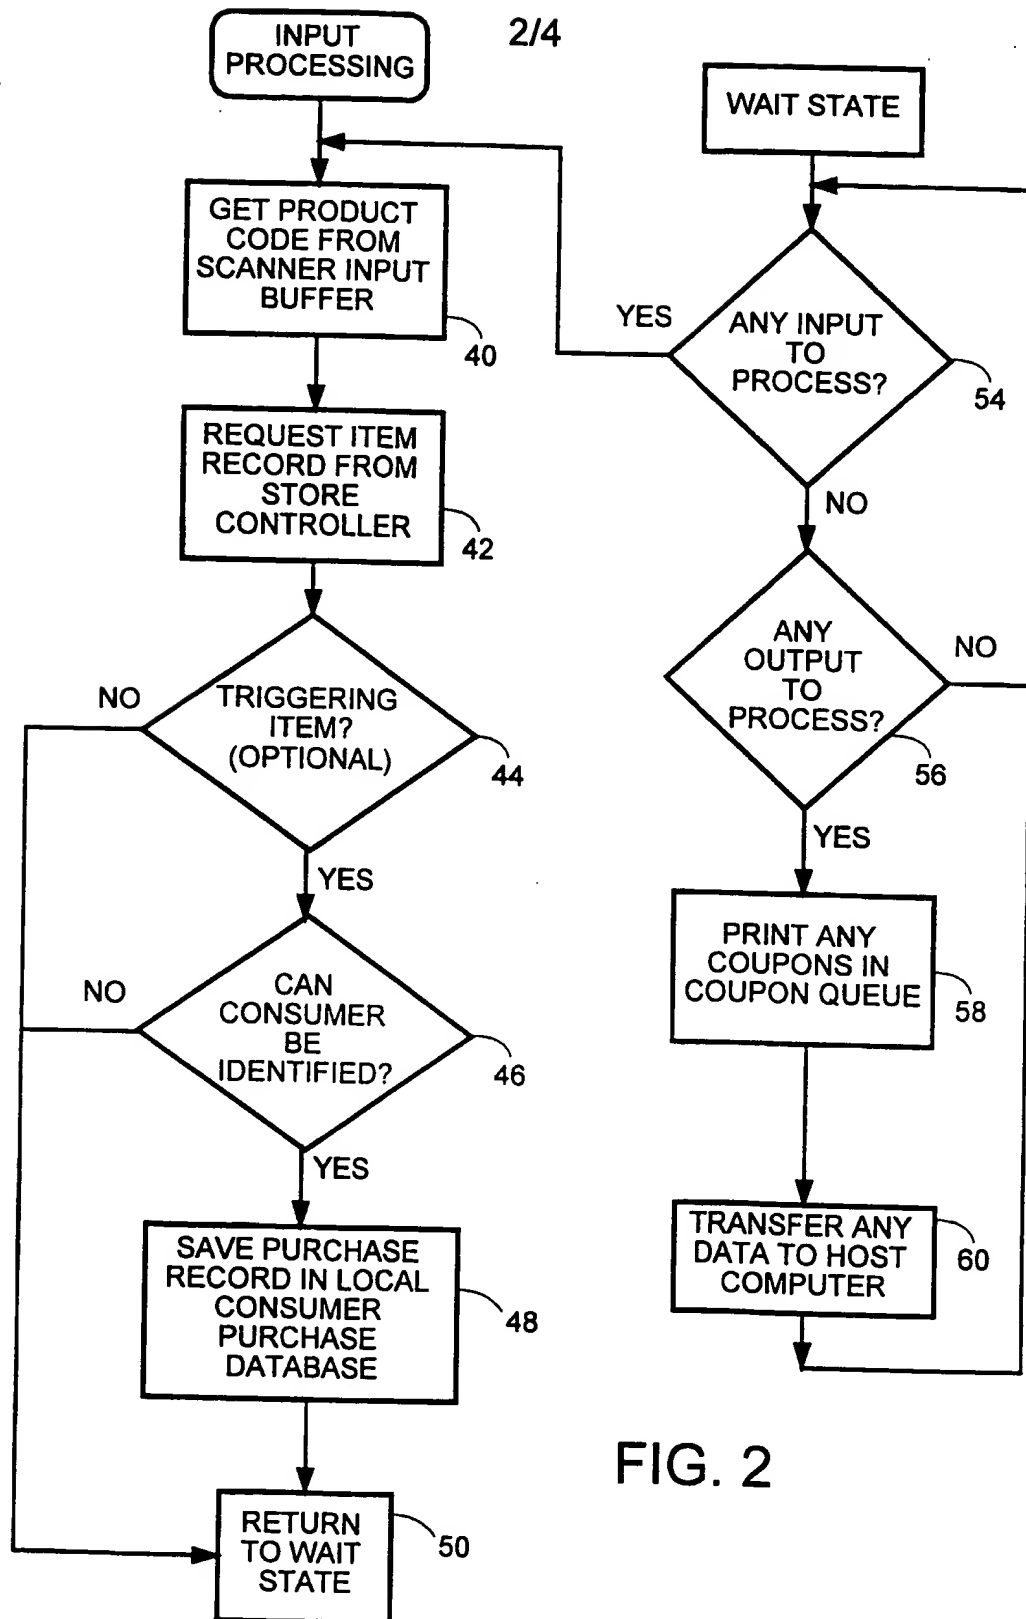 2/4
INPUT
PROCESSING
GET PRODUCT
CODE FROM
SCANNER INPUT
BUFFER
40
REQUEST ITEM
RECORD FROM
STORE
CONTROLLER
42
TRIGGERING
ITEM?
(OPTIONAL)
44
NO
YES
CAN
CONSUMER
BE
IDENTIFIED?
46
NO
YES
SAVE PURCHASE
RECORD IN LOCAL
CONSUMER
PURCHASE
DATABASE
48
RETURN
TO WAIT
STATE
50
WAIT STATE
ANY INPUT
TO
PROCESS?
54
YES
NO
ANY
OUTPUT
TO
PROCESS?
56
NO
YES
PRINT ANY
COUPONS IN
COUPON QUEUE
58
TRANSFER ANY
DATA TO HOST
COMPUTER
60
FIG. 2